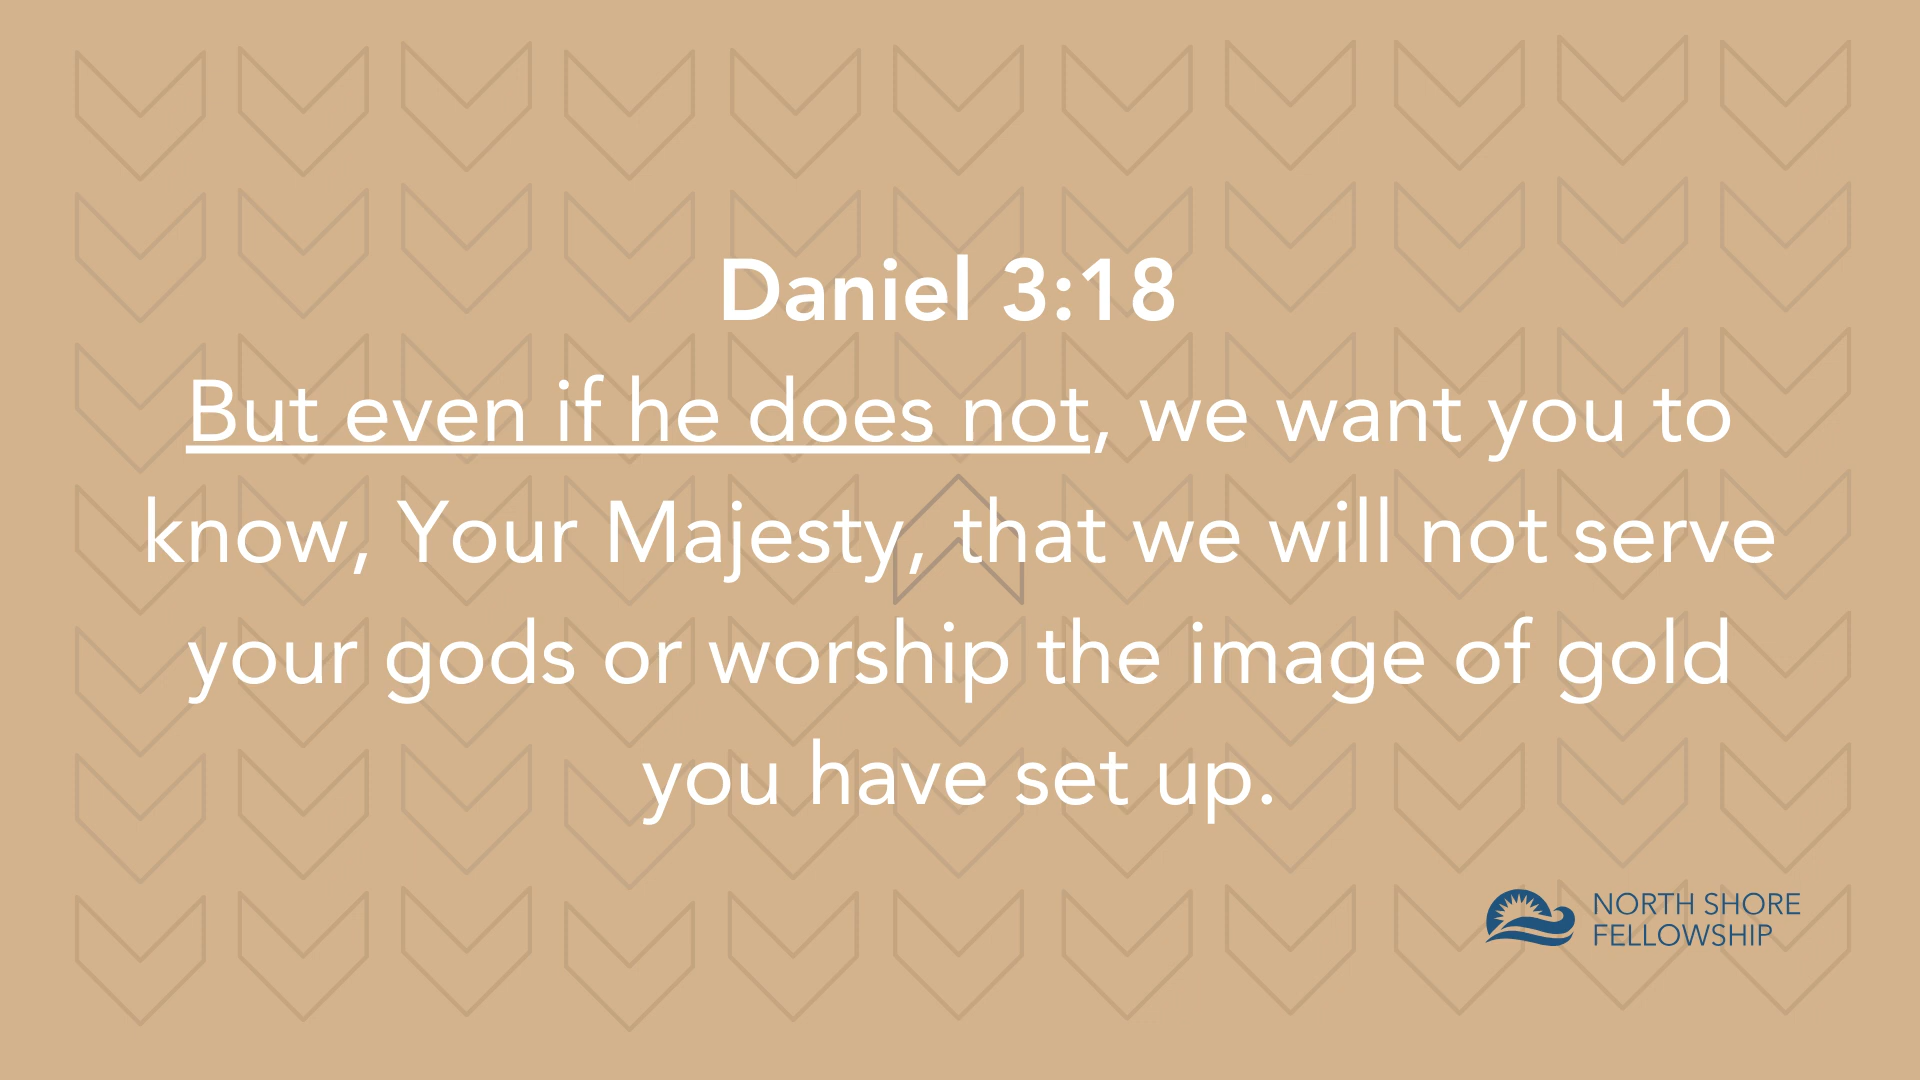 Daniel 3:18
But even if he does not, we want you to
know, Your Majesty, that we will not serve
your gods or worship the image of gold
you have set up.
NORTH SHORE
FELLOWSHIP